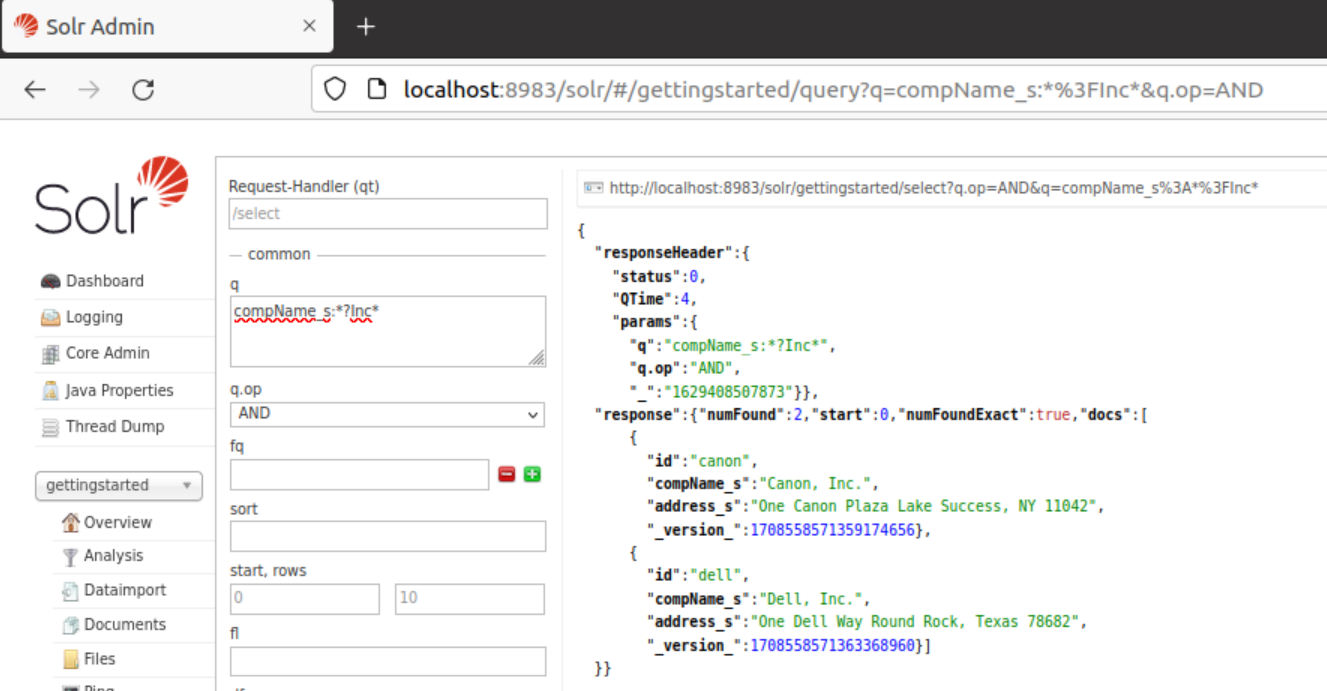 Solr Admin
localhost:8983/solr/#/gettingstarted/query?q=compName_s:*%3FInc*&q.op=AND
Solr
Dashboard
Logging
Core Admin
Java Properties
Thread Dump
gettingstarted
Overview
Analysis
Dataimport
Documents
Files
Ping
Request-Handler (qt)
/select
common
q
compName_s:*?Inc*
q.op
AND
fq
sort
start, rows
0 10
fl
http://localhost:8983/solr/gettingstarted/select?q.op=AND&q=compName_s%3A*%3FInc*
{
"responseHeader":{
"status":0,
"QTime":4,
"params":{
"q":"compName_s:*?Inc*",
"q.op":"AND",
"_":"1629408507873"}},
"response":{"numFound":2,"start":0,"numFoundExact":true,"docs":[
{
"id":"canon",
"compName_s":"Canon, Inc.",
"address_s":"One Canon Plaza Lake Success, NY 11042",
"_version_":1708558571359174656},
{
"id":"dell",
"compName_s":"Dell, Inc.",
"address_s":"One Dell Way Round Rock, Texas 78682",
"_version_":1708558571363368960}]
}}